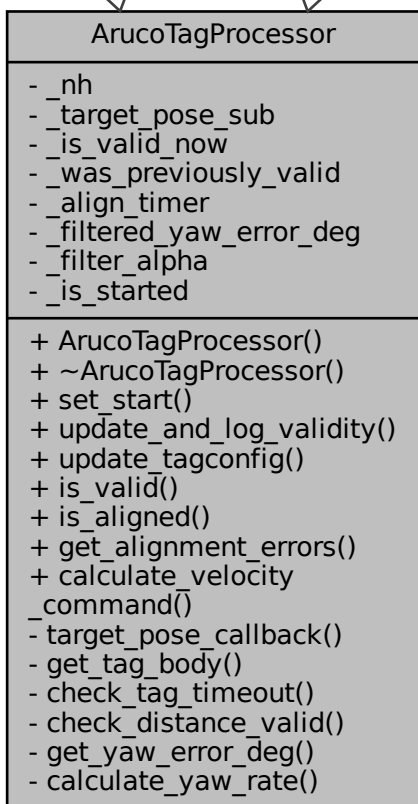 ArucoTagProcessor
- _nh
- _target_pose_sub
- _is_valid_now
- _was_previously_valid
- _align_timer
- _filtered_yaw_error_deg
- _filter_alpha
- _is_started
+ ArucoTagProcessor()
+ ~ArucoTagProcessor()
+ set_start()
+ update_and_log_validity()
+ update_tagconfig()
+ is_valid()
+ is_aligned()
+ get_alignment_errors()
+ calculate_velocity
_command()
- target_pose_callback()
- get_tag_body()
- check_tag_timeout()
- check_distance_valid()
- get_yaw_error_deg()
- calculate_yaw_rate()